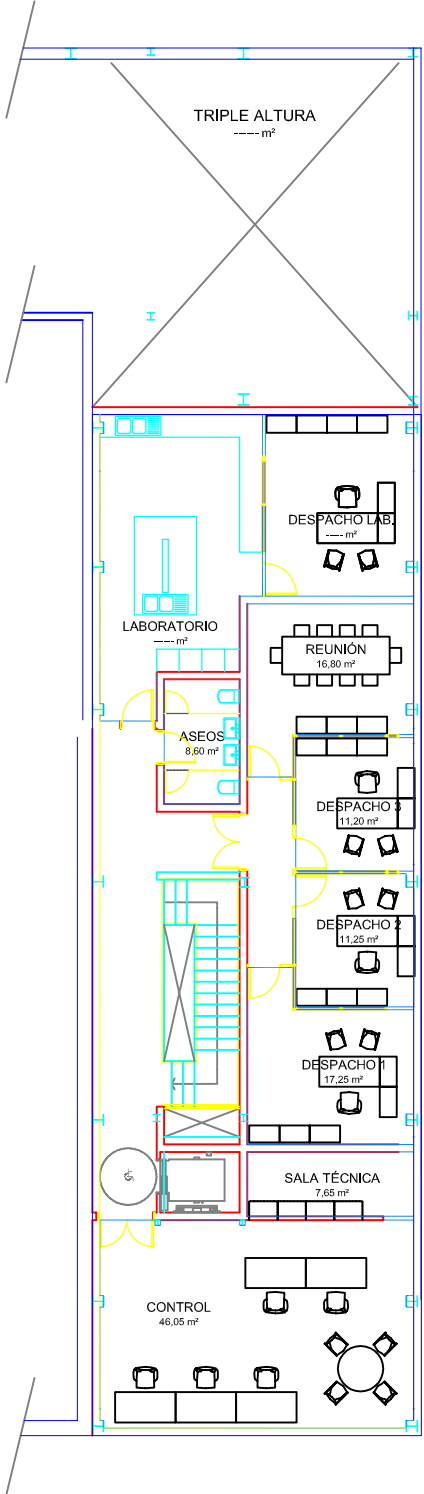 TRIPLE ALTURA
------- m²
DESPACHO LAB.
------- m²
LABORATORIO
------- m²
REUNIÓN
16,80 m²
ASEOS
8,60 m²
DESPACHO 3
11,20 m²
DESPACHO 2
11,25 m²
DESPACHO 1
17,25 m²
SALA TÉCNICA
7,65 m²
CONTROL
46,05 m²